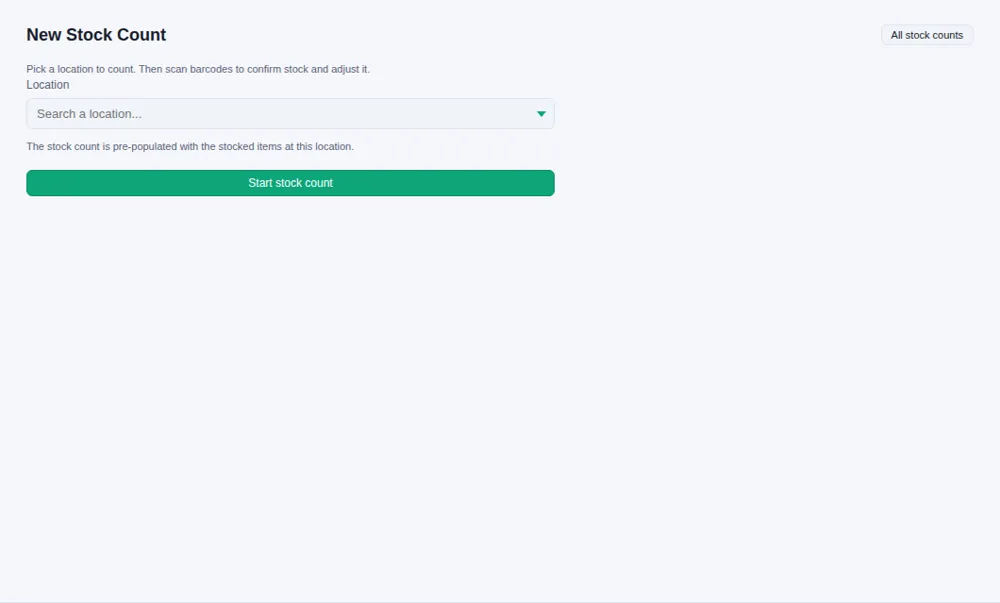 New Stock Count
All stock counts
Pick a location to count. Then scan barcodes to confirm stock and adjust it.
Location
Search a location...
The stock count is pre-populated with the stocked items at this location.
Start stock count